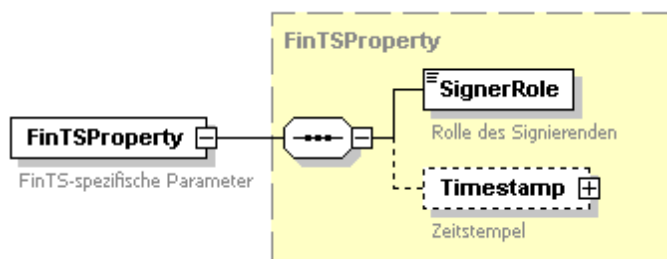 FinTSProperty
SignerRole
Rolle des Signierenden
FinTSProperty
FinTS-spezifische Parameter
Timestamp
Zeitstempel